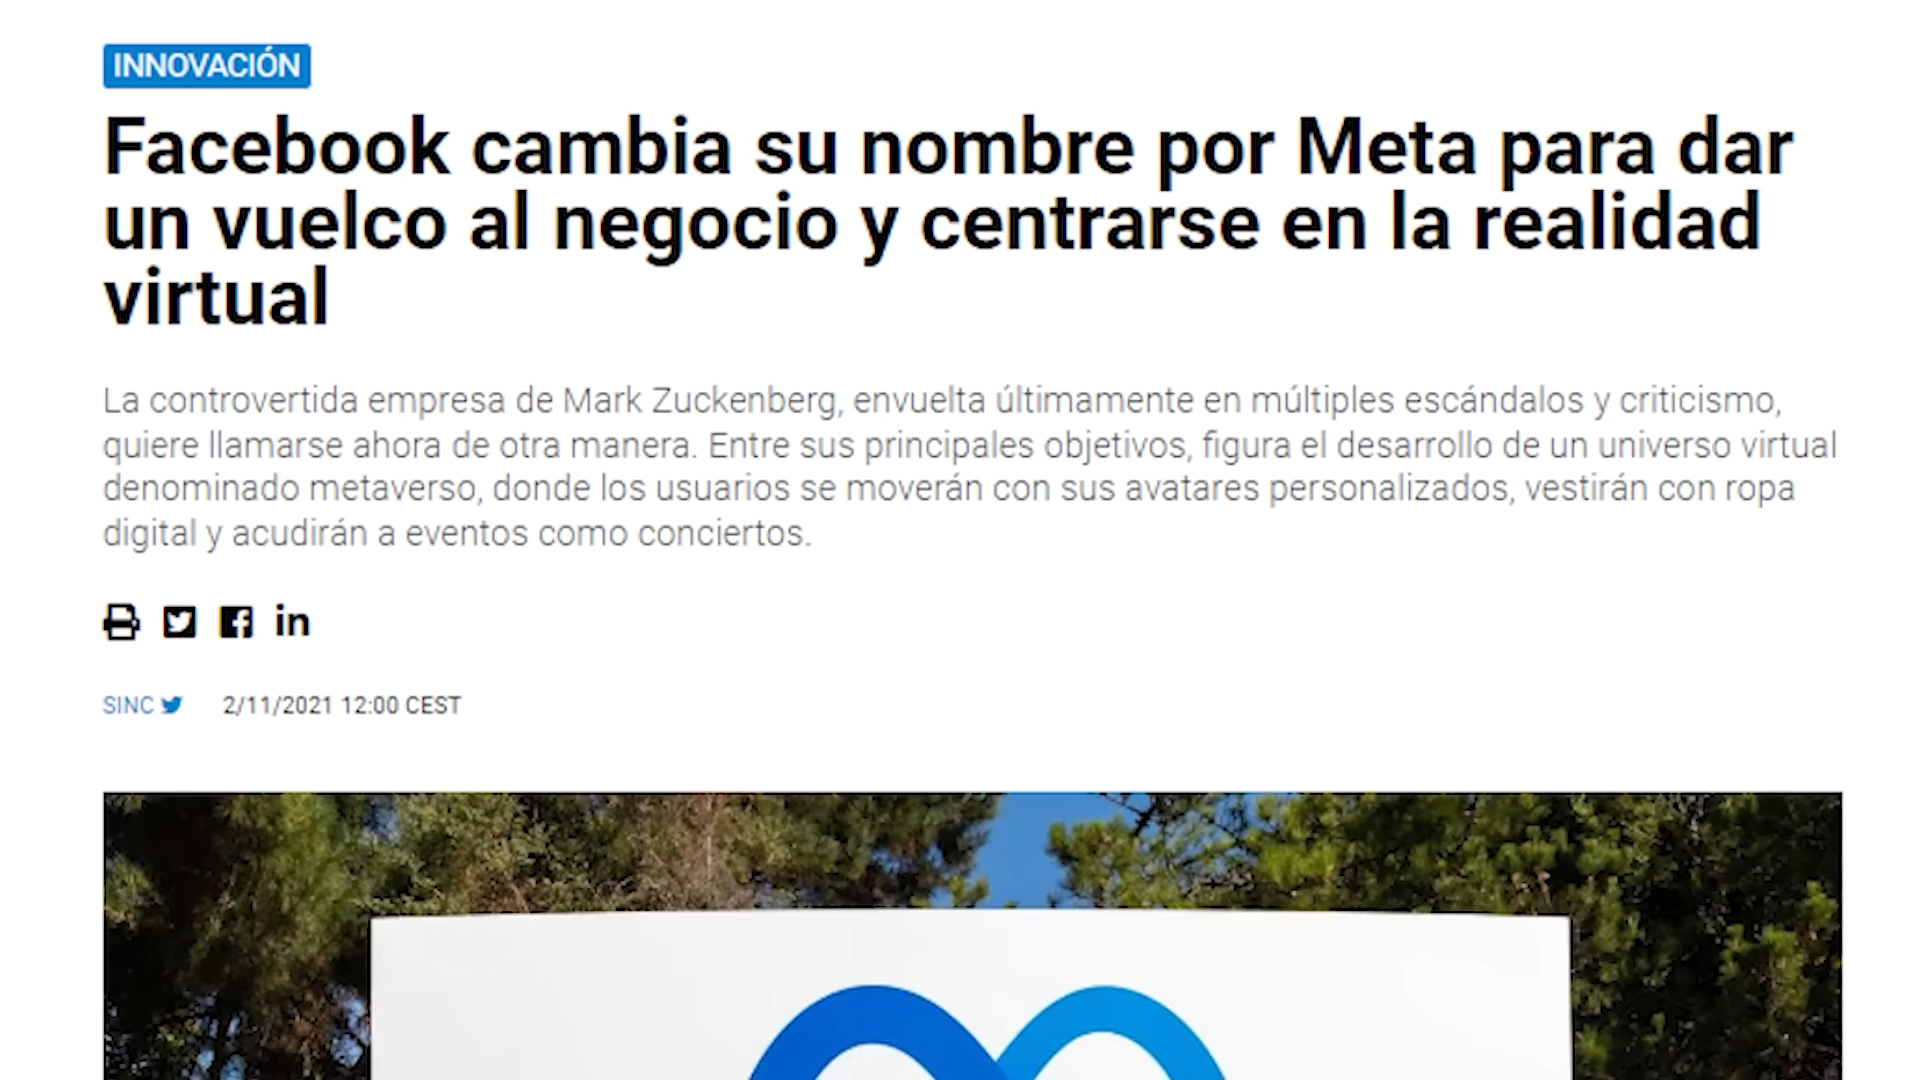 INNOVACIÓN
Facebook cambia su nombre por Meta para dar
un vuelco al negocio y centrarse en la realidad
virtual
La controvertida empresa de Mark Zuckenberg, envuelta últimamente en múltiples escándalos y criticismo,
quiere llamarse ahora de otra manera. Entre sus principales objetivos, figura el desarrollo de un universo virtual
denominado metaverso, donde los usuarios se moverán con sus avatares personalizados, vestirán con ropa
digital y acudirán a eventos como conciertos.
in
SINC 2/11/2021 12:00 CEST